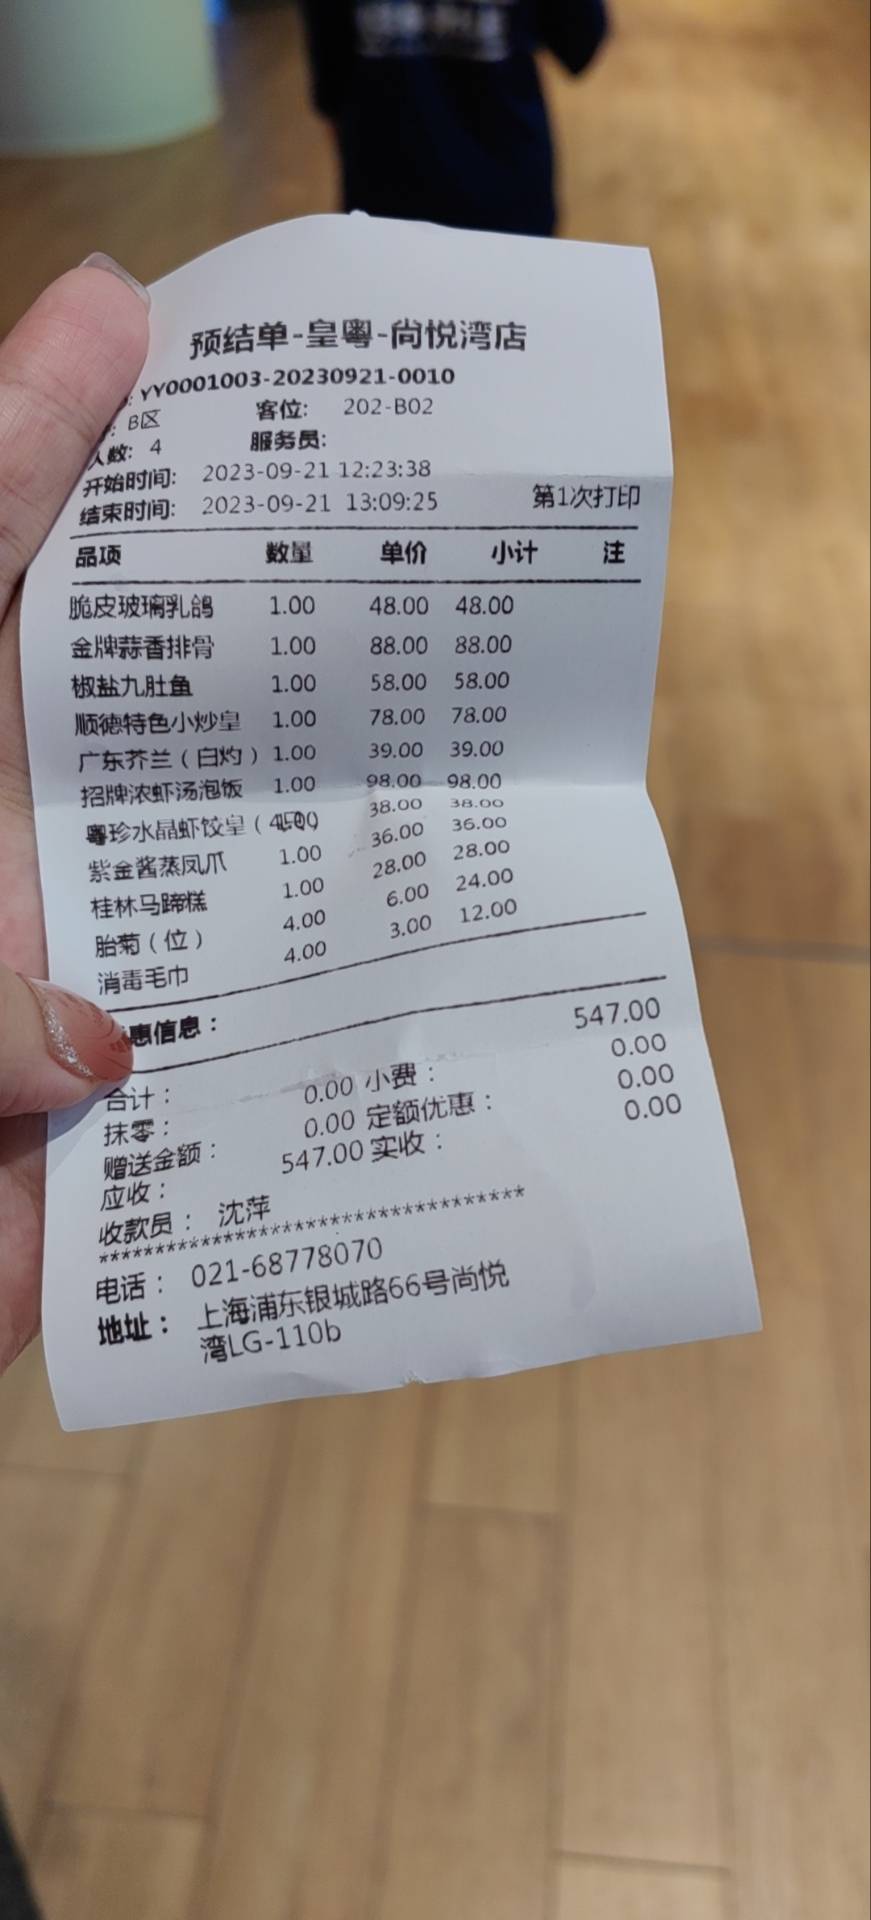 预结单-皇粤-尚悦湾店
: YY0001003-20230921-0010
: B区 客位: 202-B02
人数: 4 服务员:
开始时间: 2023-09-21 12:23:38
结束时间: 2023-09-21 13:09:25 第1次打印
品项 数量 单价 小计 注
脆皮玻璃乳鸽 1.00 48.00 48.00
金牌蒜香排骨 1.00 88.00 88.00
椒盐九肚鱼 1.00 58.00 58.00
顺德特色小炒皇 1.00 78.00 78.00
广东芥兰（白灼） 1.00 39.00 39.00
招牌浓虾汤泡饭 1.00 98.00 98.00
粤珍水晶虾饺皇（ 38.00 38.00
紫金酱蒸凤爪 1.00 36.00 36.00
桂林马蹄糕 1.00 28.00 28.00
胎菊（位） 4.00 6.00 24.00
消毒毛巾 4.00 3.00 12.00
惠信息：
合计： 547.00
抹零： 0.00 小费： 0.00
赠送金额： 0.00 定额优惠： 0.00
应收： 547.00 实收： 0.00
收款员： 沈萍
**********************************
电话： 021-68778070
地址： 上海浦东银城路66号尚悦
湾LG-110b